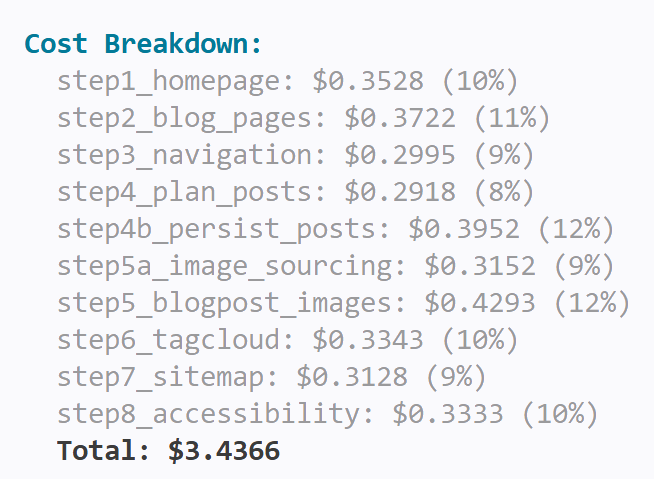 Cost Breakdown:
step1_homepage: $0.3528 (10%)
step2_blog_pages: $0.3722 (11%)
step3_navigation: $0.2995 (9%)
step4_plan_posts: $0.2918 (8%)
step4b_persist_posts: $0.3952 (12%)
step5a_image_sourcing: $0.3152 (9%)
step5_blogpost_images: $0.4293 (12%)
step6_tagcloud: $0.3343 (10%)
step7_sitemap: $0.3128 (9%)
step8_accessibility: $0.3333 (10%)
Total: $3.4366